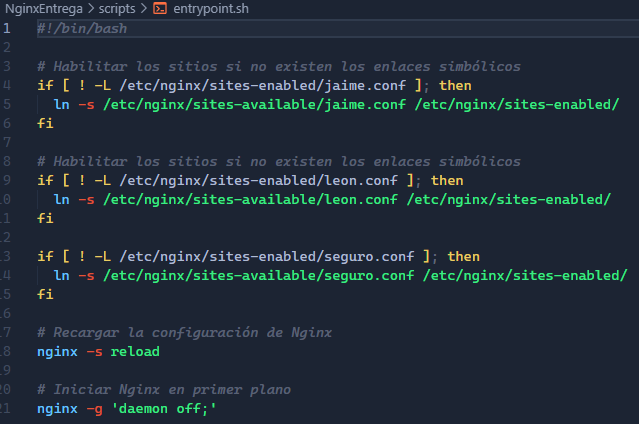 NginxEntrega > scripts > entrypoint.sh
1 #!/bin/bash
2
3 # Habilitar los sitios si no existen los enlaces simbólicos
4 if [ ! -L /etc/nginx/sites-enabled/jaime.conf ]; then
5 ln -s /etc/nginx/sites-available/jaime.conf /etc/nginx/sites-enabled/
6 fi
7
8 # Habilitar los sitios si no existen los enlaces simbólicos
9 if [ ! -L /etc/nginx/sites-enabled/leon.conf ]; then
10 ln -s /etc/nginx/sites-available/leon.conf /etc/nginx/sites-enabled/
11 fi
12
13 if [ ! -L /etc/nginx/sites-enabled/seguro.conf ]; then
14 ln -s /etc/nginx/sites-available/seguro.conf /etc/nginx/sites-enabled/
15 fi
16
17 # Recargar la configuración de Nginx
18 nginx -s reload
19
20 # Iniciar Nginx en primer plano
21 nginx -g 'daemon off;'